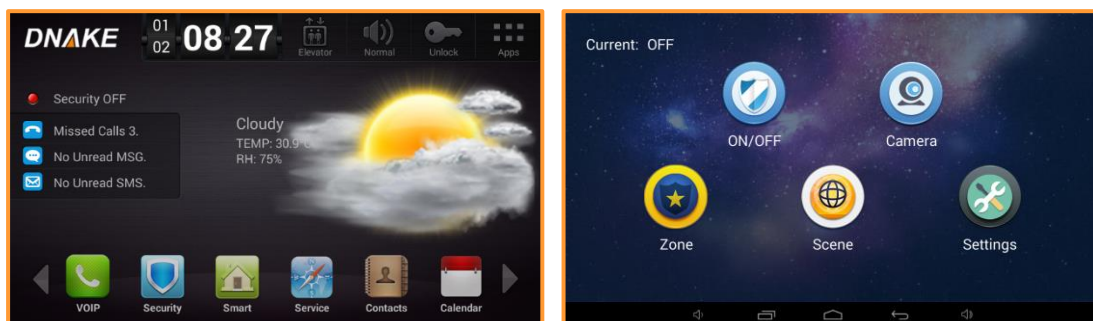 DNAKE
01
02
08 27
Elevator
Normal
Unlock
Apps
Security OFF
Missed Calls 3.
No Unread MSG.
No Unread SMS.
Cloudy
TEMP: 30.9°C
RH: 75%
VOIP
Security
Smart
Service
Contacts
Calendar
Current: OFF
ON/OFF
Camera
Zone
Scene
Settings